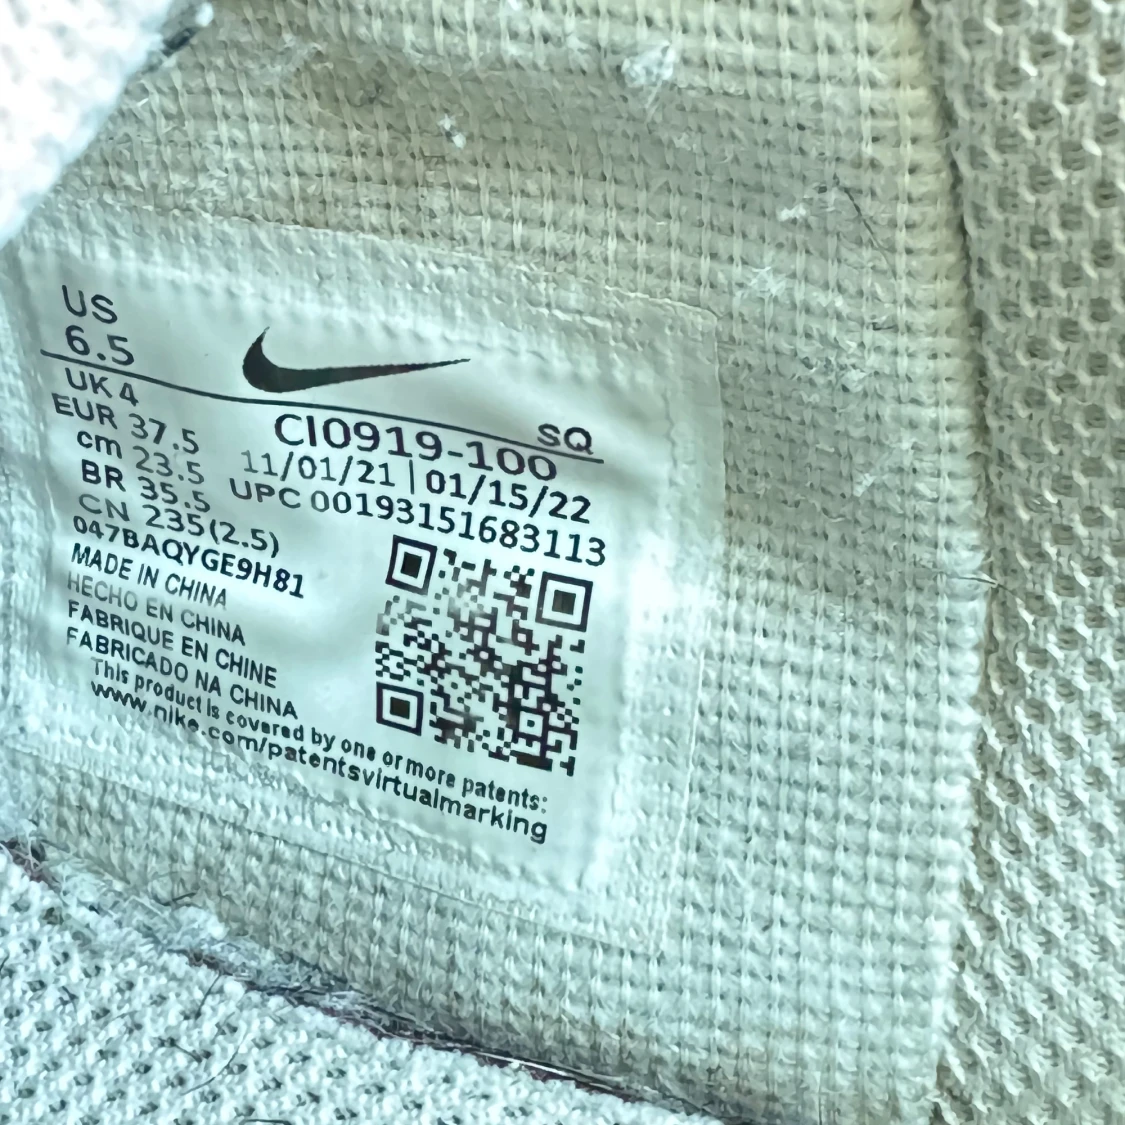 US
6.5
SQ
UK 4
EUR 37.5
cm 23.5
BR 35.5
CN 235(2.5)
CI0919-100
11/01/21 | 01/15/22
UPC 00193151683113
047BAQYGE9H81
MADE IN CHINA
HECHO EN CHINA
FABRIQUE EN CHINE
FABRICADO NA CHINA
This product is covered by one or more patents:
www.nike.com/patentsvirtualmarking